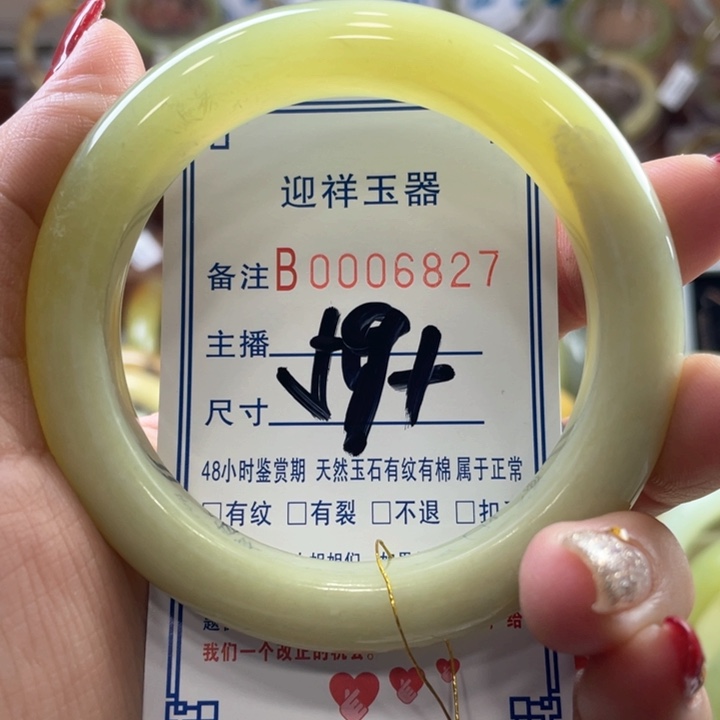 迎祥玉器
备注B0006827
主播
尺寸
48小时鉴赏期 天然玉石有纹有棉 属于正常
□有纹 □有裂 □不退 □扣
给
我们一个改正的机会。